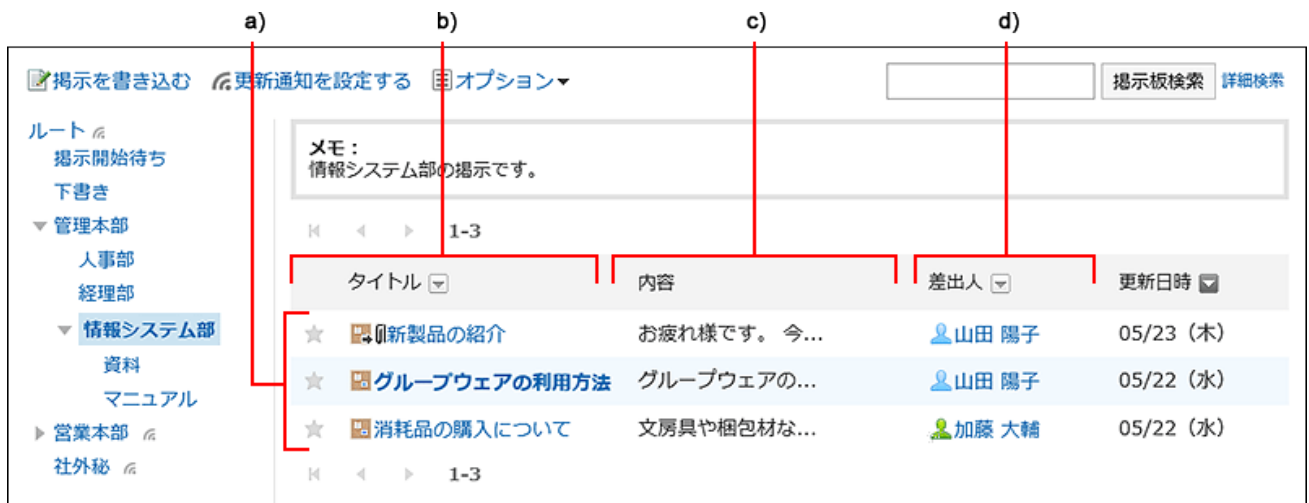 a) b) c) d)
掲示を書き込む 更新通知を設定する オプション 掲示板検索 詳細検索
ルート
掲示開始待ち
下書き
管理本部
人事部
経理部
情報システム部
資料
マニュアル
営業本部
社外秘
メモ：
情報システム部の掲示です。
1-3
タイトル 内容 差出人 更新日時
新製品の紹介 お疲れ様です。 今... 山田 陽子 05/23（木）
グループウェアの利用方法 グループウェアの... 山田 陽子 05/22（水）
消耗品の購入について 文房具や梱包材な... 加藤 大輔 05/22（水）
1-3